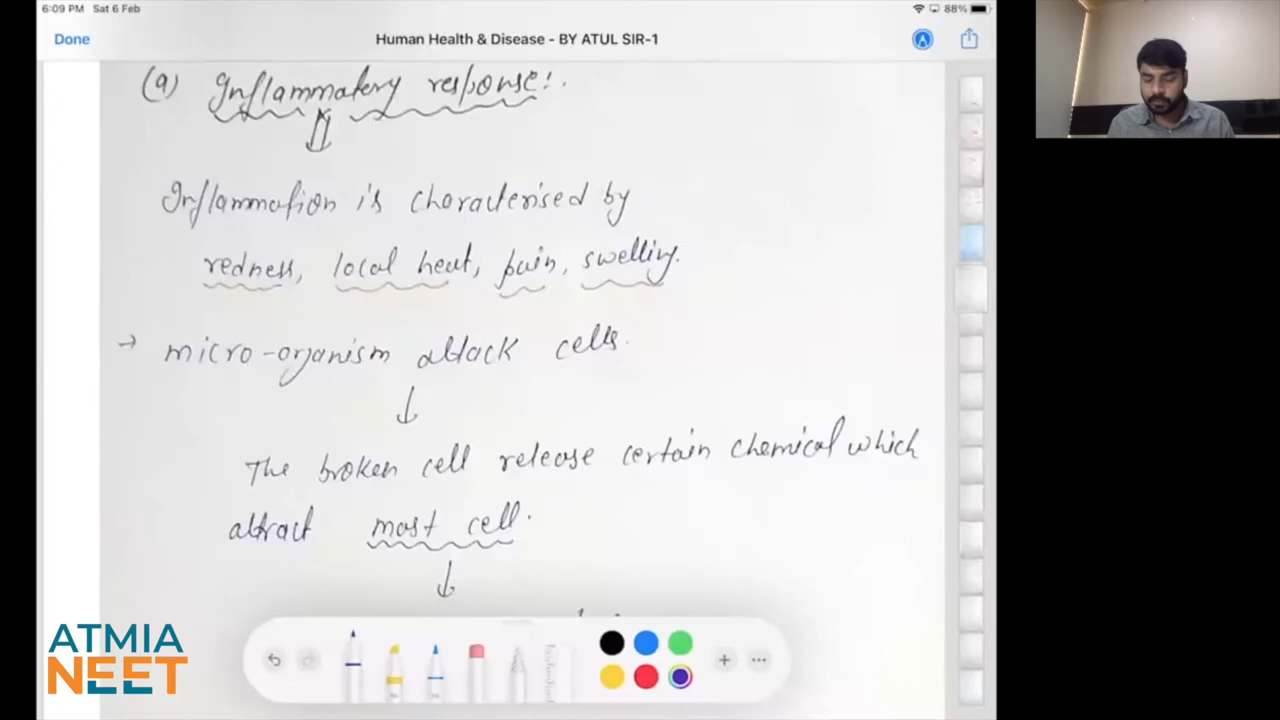 6:09 PM Sat 6 Feb
88%
Done
Human Health & Disease - BY ATUL SIR-1
(a) Inflammatory response:.
Inflammation is characterised by
redness, local heat, pain, swelling.
→ micro-organism attack cells.
The broken cell release certain chemical which
attract mast cell.
ATMIA
NEET